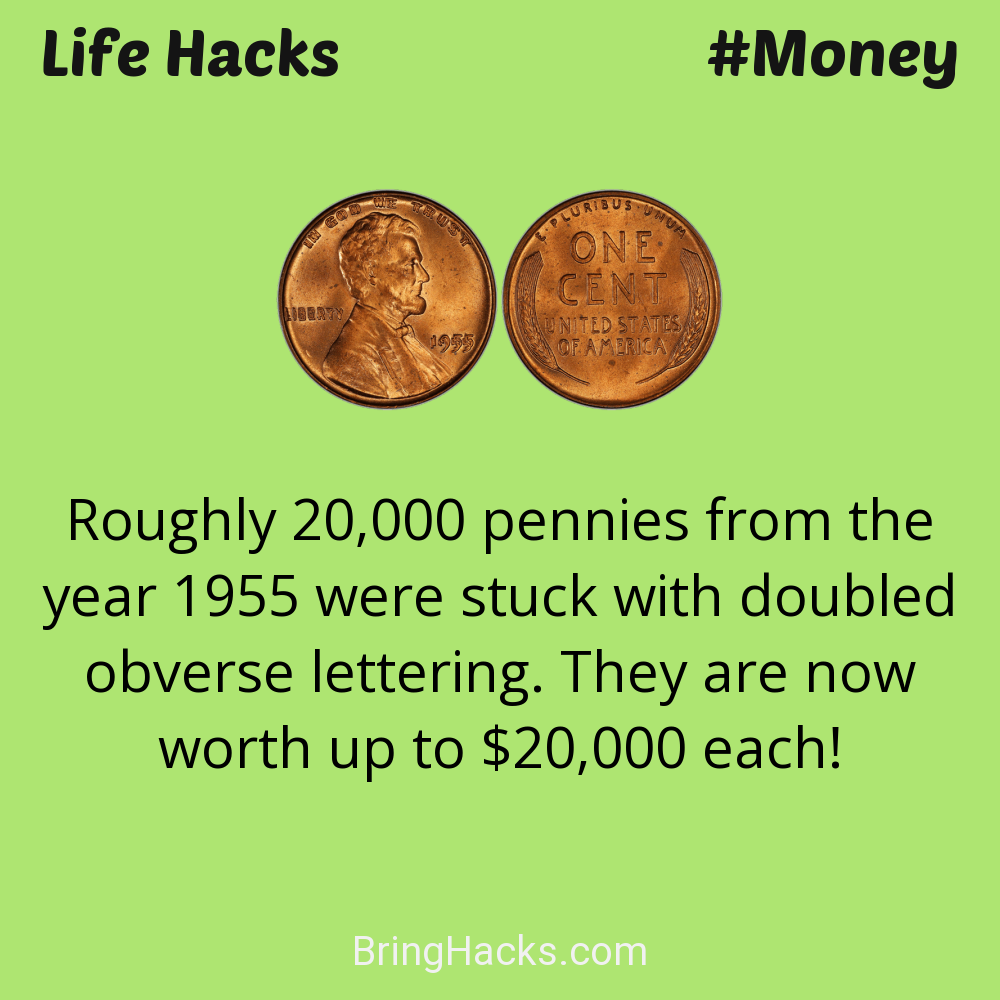 Life Hacks #Money
IN GOD WE TRUST
LIBERTY
1955
E·PLURIBUS·UNUM
ONE
CENT
UNITED STATES
OF AMERICA
Roughly 20,000 pennies from the
year 1955 were stuck with doubled
obverse lettering. They are now
worth up to $20,000 each!
BringHacks.com